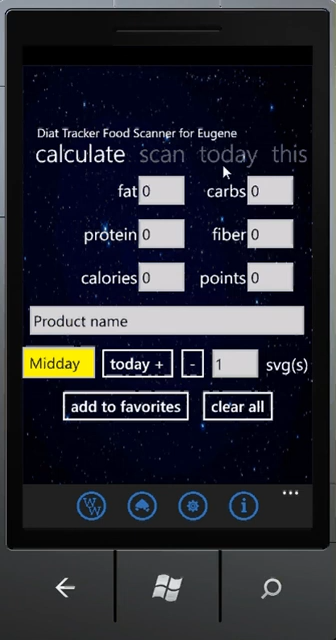 Diat Tracker Food Scanner for Eugene
calculate scan today this
fat 0 carbs 0
protein 0 fiber 0
calories 0 points 0
Product name
Midday today + - 1 svg(s)
add to favorites clear all
W W i ...